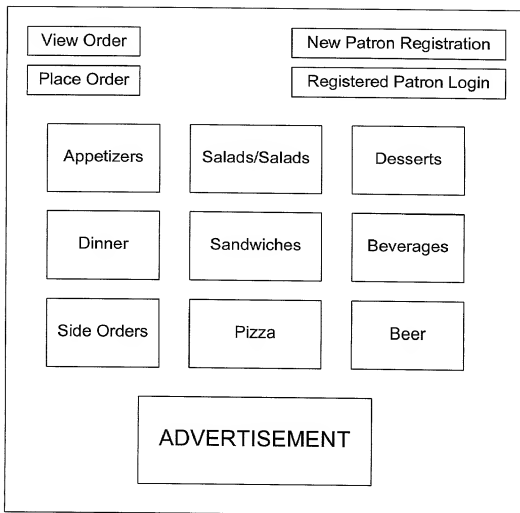 View Order
New Patron Registration
Place Order
Registered Patron Login
Appetizers
Salads/Salads
Desserts
Dinner
Sandwiches
Beverages
Side Orders
Pizza
Beer
ADVERTISEMENT